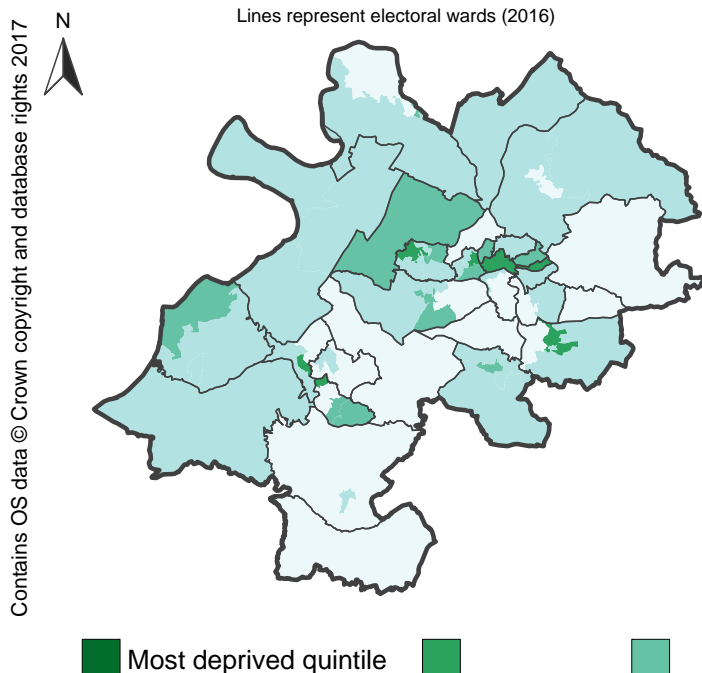 Lines represent electoral wards (2016)
N
Contains OS data © Crown copyright and database rights 2017
Most deprived quintile